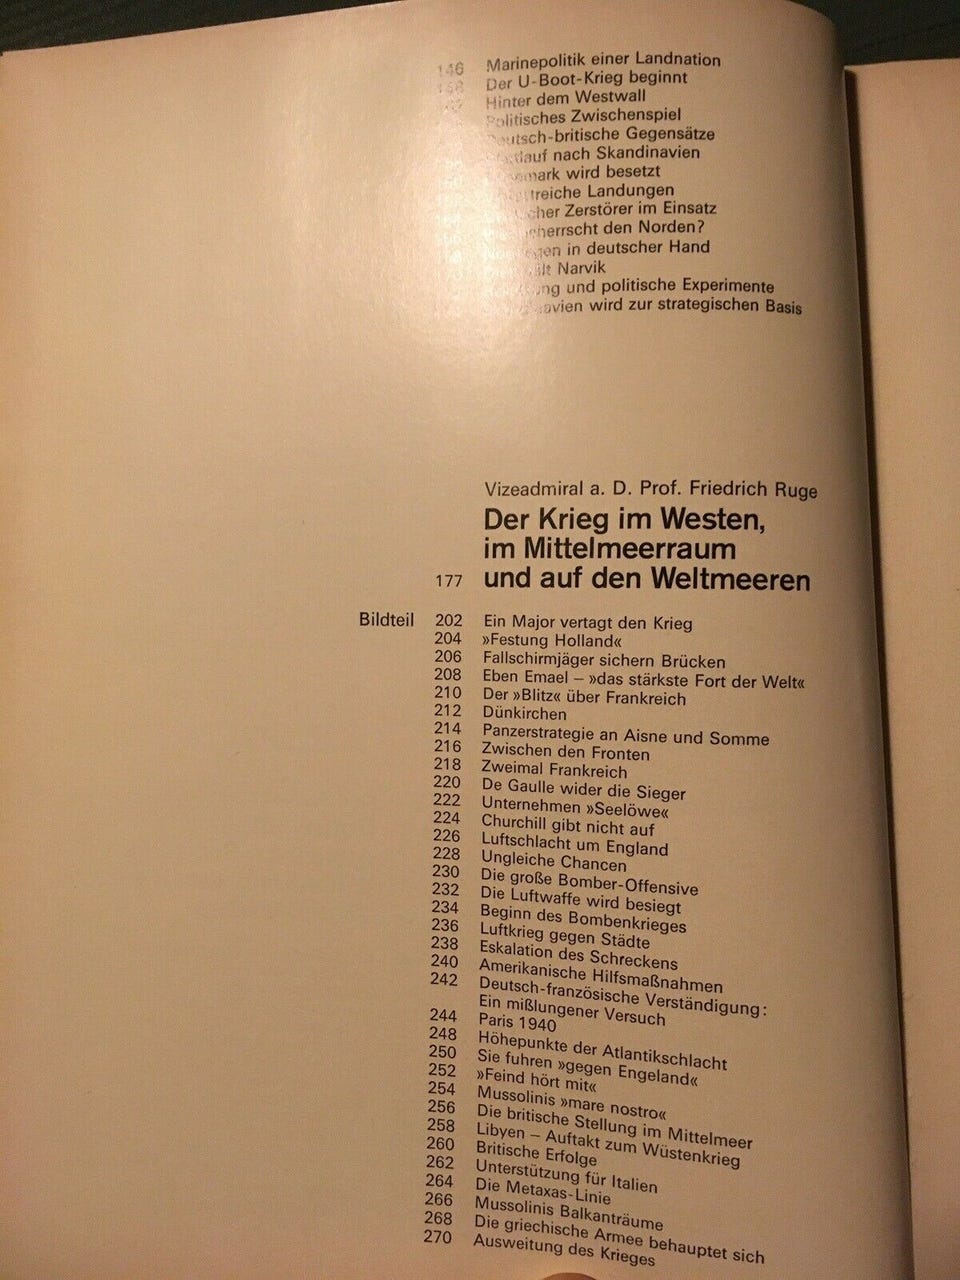 146 Marinepolitik einer Landnation
Der U-Boot-Krieg beginnt
Hinter dem Westwall
Politisches Zwischenspiel
Deutsch-britische Gegensätze
nach Skandinavien
wird besetzt
Landungen
Zerstörer im Einsatz
den Norden?
in deutscher Hand
Narvik
und politische Experimente
wird zur strategischen Basis
Vizeadmiral a. D. Prof. Friedrich Ruge
Der Krieg im Westen,
im Mittelmeerraum
177 und auf den Weltmeeren
Bildteil 202 Ein Major vertagt den Krieg
204 »Festung Holland«
206 Fallschirmjäger sichern Brücken
208 Eben Emael – »das stärkste Fort der Welt«
210 Der »Blitz« über Frankreich
212 Dünkirchen
214 Panzerstrategie an Aisne und Somme
216 Zwischen den Fronten
218 Zweimal Frankreich
220 De Gaulle wider die Sieger
222 Unternehmen »Seelöwe«
224 Churchill gibt nicht auf
226 Luftschlacht um England
228 Ungleiche Chancen
230 Die große Bomber-Offensive
232 Die Luftwaffe wird besiegt
234 Beginn des Bombenkrieges
236 Luftkrieg gegen Städte
238 Eskalation des Schreckens
240 Amerikanische Hilfsmaßnahmen
242 Deutsch-französische Verständigung:
Ein mißlungener Versuch
244 Paris 1940
248 Höhepunkte der Atlantikschlacht
250 Sie fuhren »gegen Engeland«
252 »Feind hört mit«
254 Mussolinis »mare nostro«
256 Die britische Stellung im Mittelmeer
258 Libyen – Auftakt zum Wüstenkrieg
260 Britische Erfolge
262 Unterstützung für Italien
264 Die Metaxas-Linie
266 Mussolinis Balkanträume
268 Die griechische Armee behauptet sich
270 Ausweitung des Krieges